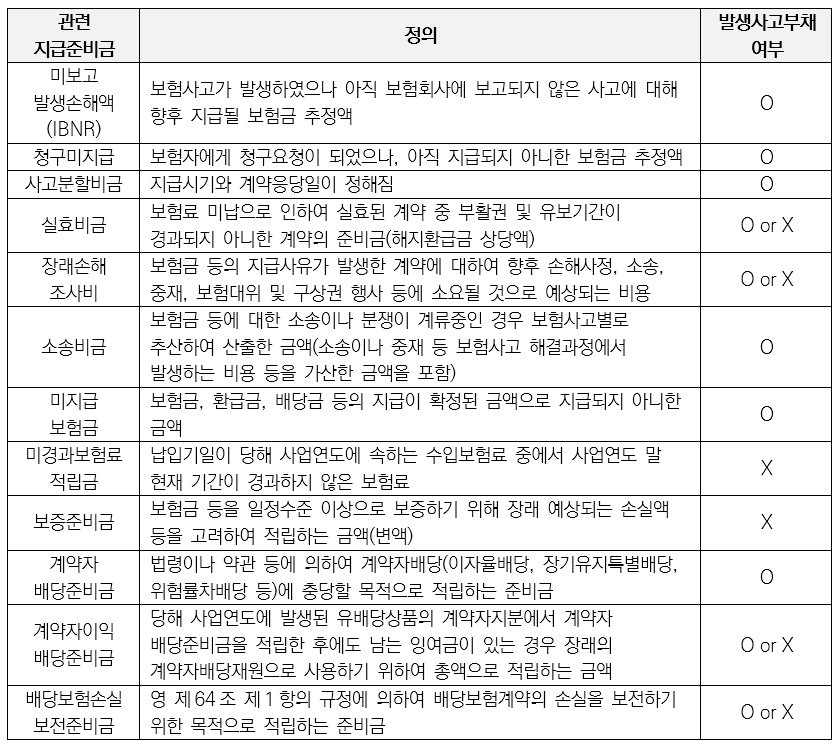 관련
지급준비금
정의
발생사고부채
여부
미보고
발생손해액
(IBNR)
보험사고가 발생하였으나 아직 보험회사에 보고되지 않은 사고에 대해
향후 지급될 보험금 추정액
O
청구미지급
보험자에게 청구요청이 되었으나, 아직 지급되지 아니한 보험금 추정액
O
사고분할비금
지급시기와 계약응당일이 정해짐
O
실효비금
보험료 미납으로 인하여 실효된 계약 중 부활권 및 유보기간이
경과되지 아니한 계약의 준비금(해지환급금 상당액)
O or X
장래손해
조사비
보험금 등의 지급사유가 발생한 계약에 대하여 향후 손해사정, 소송,
중재, 보험대위 및 구상권 행사 등에 소요될 것으로 예상되는 비용
O or X
소송비금
보험금 등에 대한 소송이나 분쟁이 계류중인 경우 보험사고별로
추산하여 산출한 금액(소송이나 중재 등 보험사고 해결과정에서
발생하는 비용 등을 가산한 금액을 포함)
O
미지급
보험금
보험금, 환급금, 배당금 등의 지급이 확정된 금액으로 지급되지 아니한
금액
O
미경과보험료
적립금
납입기일이 당해 사업연도에 속하는 수입보험료 중에서 사업연도 말
현재 기간이 경과하지 않은 보험료
X
보증준비금
보험금 등을 일정수준 이상으로 보증하기 위해 장래 예상되는 손실액
등을 고려하여 적립하는 금액(변액)
X
계약자
배당준비금
법령이나 약관 등에 의하여 계약자배당(이자율배당, 장기유지특별배당,
위험률차배당 등)에 충당할 목적으로 적립하는 준비금
O
계약자이익
배당준비금
당해 사업연도에 발생된 유배당상품의 계약자지분에서 계약자
배당준비금을 적립한 후에도 남는 잉여금이 있는 경우 장래의
계약자배당재원으로 사용하기 위하여 총액으로 적립하는 금액
O or X
배당보험손실
보전준비금
영 제64조 제1항의 규정에 의하여 배당보험계약의 손실을 보전하기
위한 목적으로 적립하는 준비금
O or X